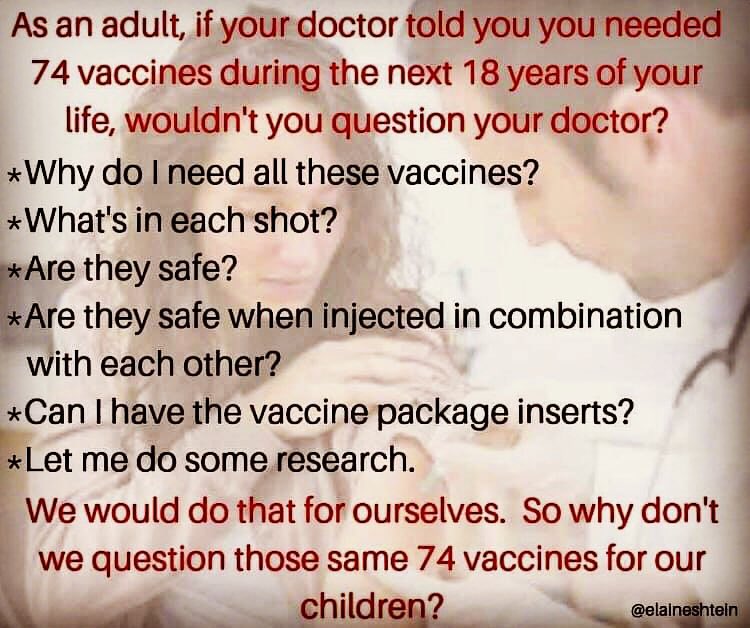 As an adult, if your doctor told you you needed
74 vaccines during the next 18 years of your
life, wouldn't you question your doctor?
*Why do I need all these vaccines?
*What's in each shot?
*Are they safe?
*Are they safe when injected in combination
with each other?
*Can I have the vaccine package inserts?
*Let me do some research.
We would do that for ourselves. So why don't
we question those same 74 vaccines for our
children?
@elaineshtein